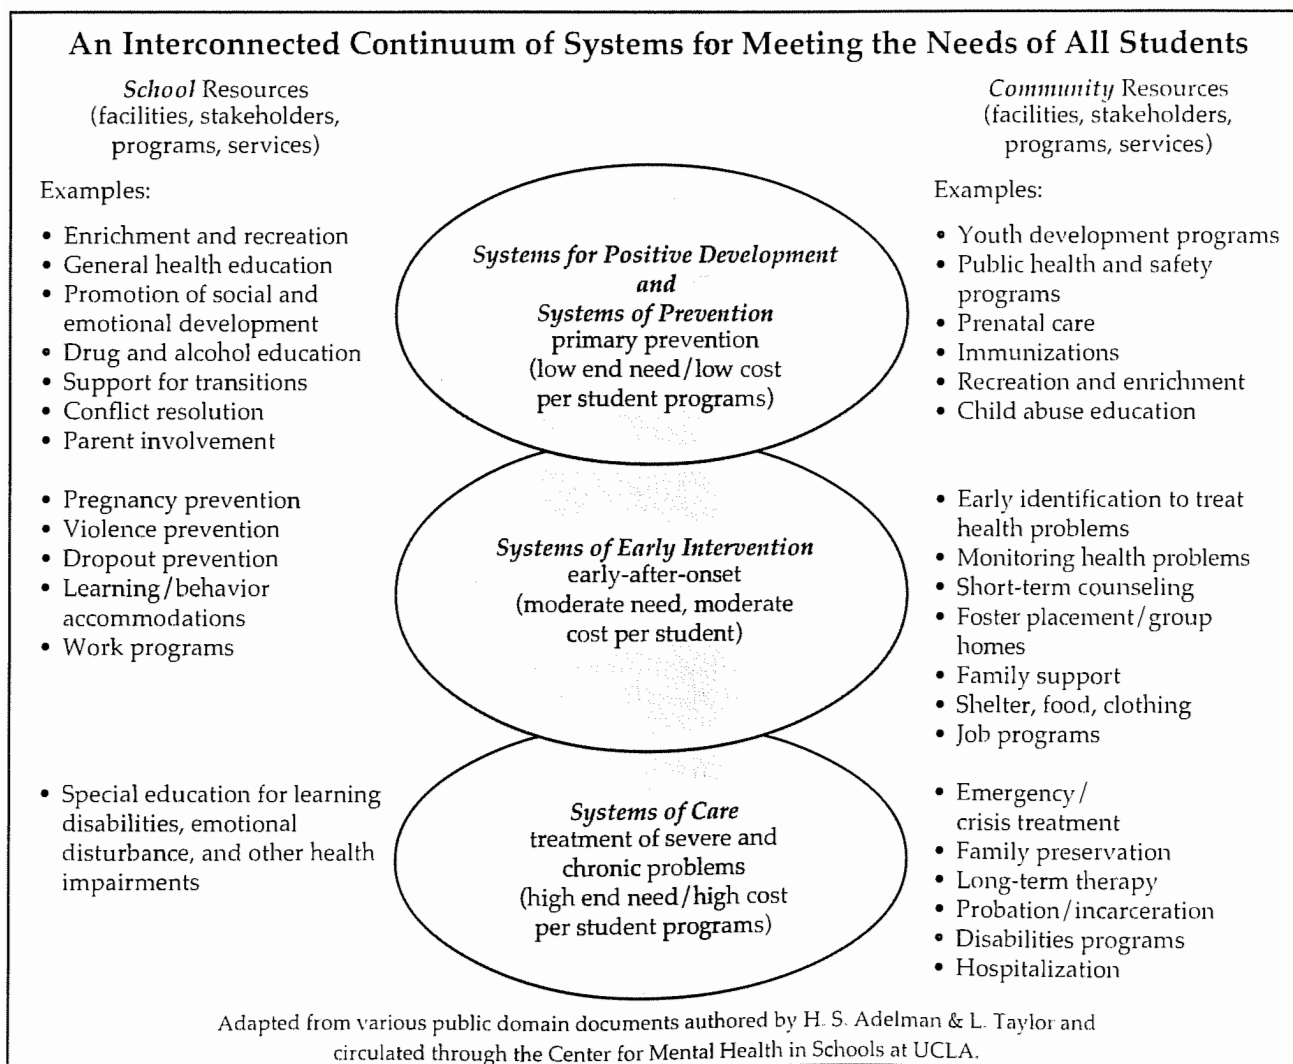 An Interconnected Continuum of Systems for Meeting the Needs of All Students
School Resources
(facilities, stakeholders,
programs, services)
Examples:
• Enrichment and recreation
• General health education
• Promotion of social and
emotional development
• Drug and alcohol education
• Support for transitions
• Conflict resolution
• Parent involvement
• Pregnancy prevention
• Violence prevention
• Dropout prevention
• Learning/behavior
accommodations
• Work programs
• Special education for learning
disabilities, emotional
disturbance, and other health
impairments
Systems for Positive Development
and
Systems of Prevention
primary prevention
(low end need/low cost
per student programs)
Systems of Early Intervention
early-after-onset
(moderate need, moderate
cost per student)
Systems of Care
treatment of severe and
chronic problems
(high end need/high cost
per student programs)
Community Resources
(facilities, stakeholders,
programs, services)
Examples:
• Youth development programs
• Public health and safety
programs
• Prenatal care
• Immunizations
• Recreation and enrichment
• Child abuse education
• Early identification to treat
health problems
• Monitoring health problems
• Short-term counseling
• Foster placement/group
homes
• Family support
• Shelter, food, clothing
• Job programs
• Emergency/
crisis treatment
• Family preservation
• Long-term therapy
• Probation/incarceration
• Disabilities programs
• Hospitalization
Adapted from various public domain documents authored by H. S. Adelman & L. Taylor and
circulated through the Center for Mental Health in Schools at UCLA.